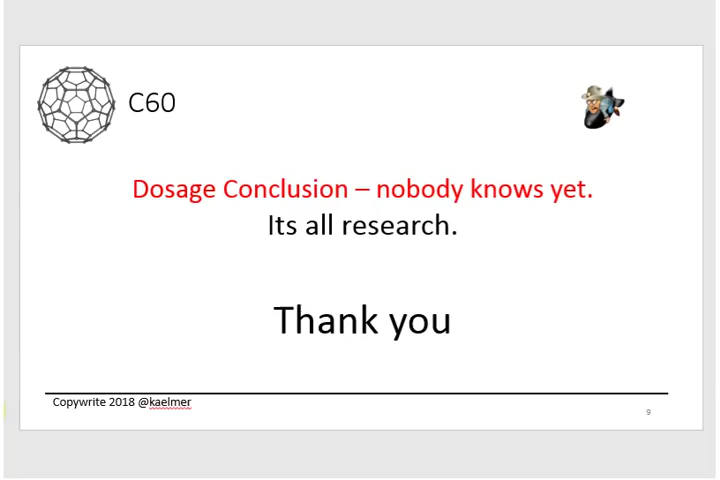 C60
Dosage Conclusion – nobody knows yet.
Its all research.
Thank you
Copywrite 2018 @kaelmer
9